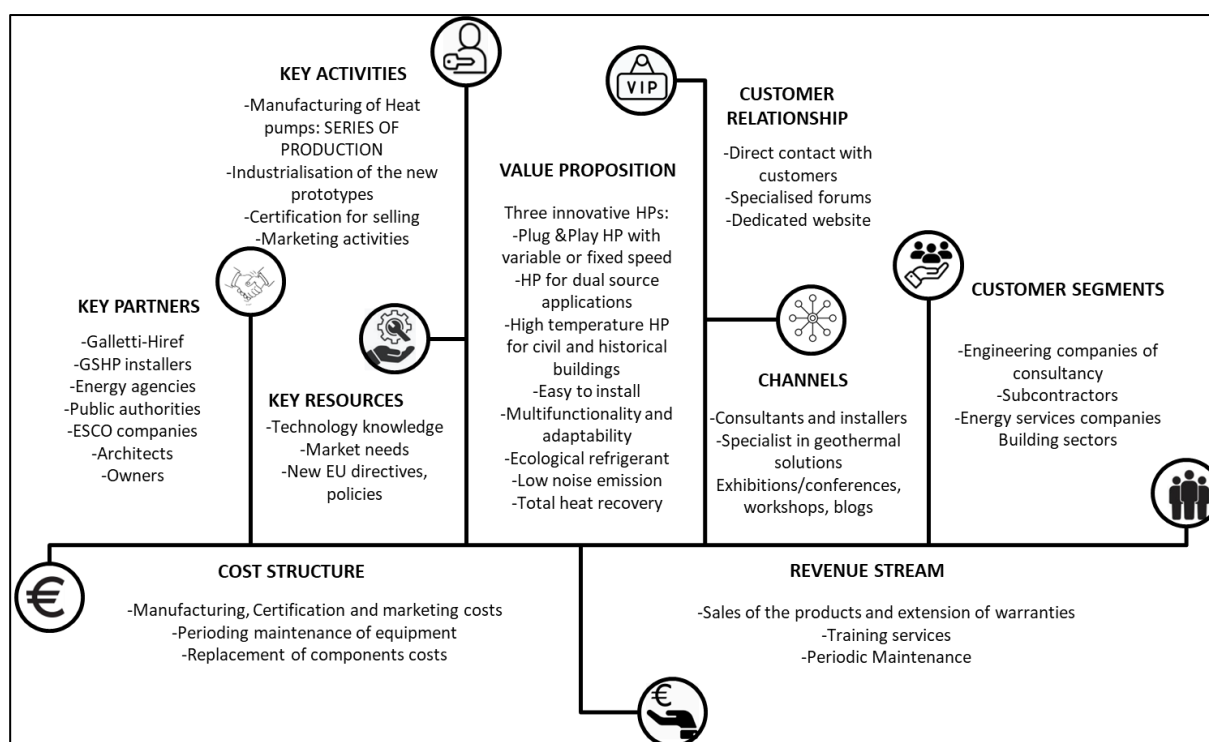 KEY ACTIVITIES
-Manufacturing of Heat
pumps: SERIES OF
PRODUCTION
-Industrialisation of the new
prototypes
-Certification for selling
-Marketing activities
KEY PARTNERS
-Galletti-Hiref
-GSHP installers
-Energy agencies
-Public authorities
-ESCO companies
-Architects
-Owners
KEY RESOURCES
-Technology knowledge
-Market needs
-New EU directives,
policies
VALUE PROPOSITION
Three innovative HPs:
-Plug &Play HP with
variable or fixed speed
-HP for dual source
applications
-High temperature HP
for civil and historical
buildings
-Easy to install
-Multifunctionality and
adaptability
-Ecological refrigerant
-Low noise emission
-Total heat recovery
VIP
CUSTOMER
RELATIONSHIP
-Direct contact with
customers
-Specialised forums
-Dedicated website
CHANNELS
-Consultants and installers
-Specialist in geothermal
solutions
Exhibitions/conferences,
workshops, blogs
CUSTOMER SEGMENTS
-Engineering companies of
consultancy
-Subcontractors
-Energy services companies
Building sectors
€
COST STRUCTURE
-Manufacturing, Certification and marketing costs
-Perioding maintenance of equipment
-Replacement of components costs
REVENUE STREAM
-Sales of the products and extension of warranties
-Training services
-Periodic Maintenance
€